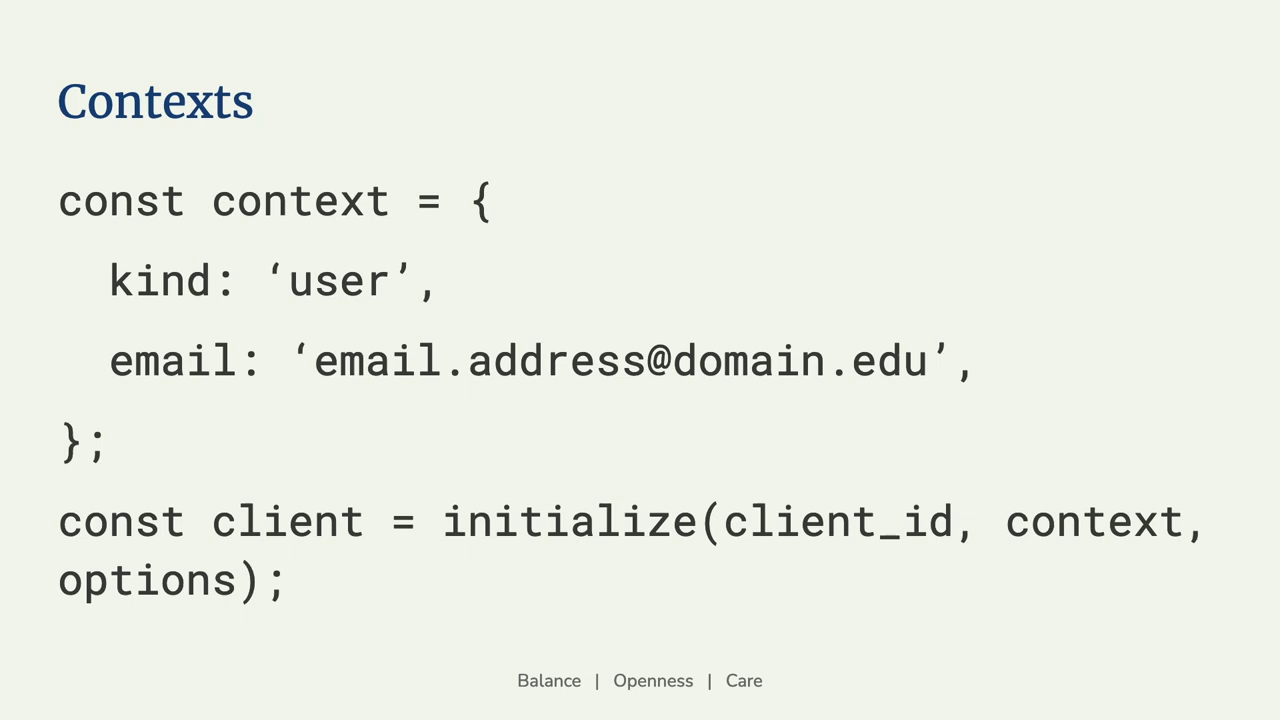 Contexts
const context = {
  kind: ‘user’,
  email: ‘email.address@domain.edu’,
};
const client = initialize(client_id, context,
options);
Balance | Openness | Care